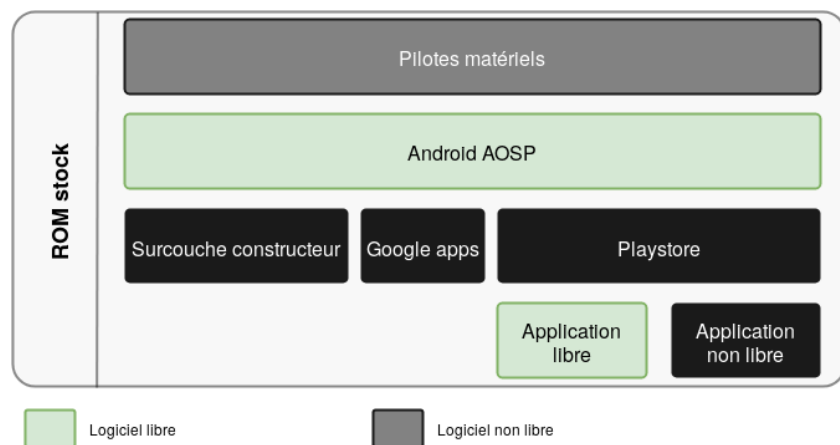 Pilotes matériels
Android AOSP
ROM stock
Surcouche constructeur
Google apps
Playstore
Application
libre
Application
non libre
Logiciel libre
Logiciel non libre